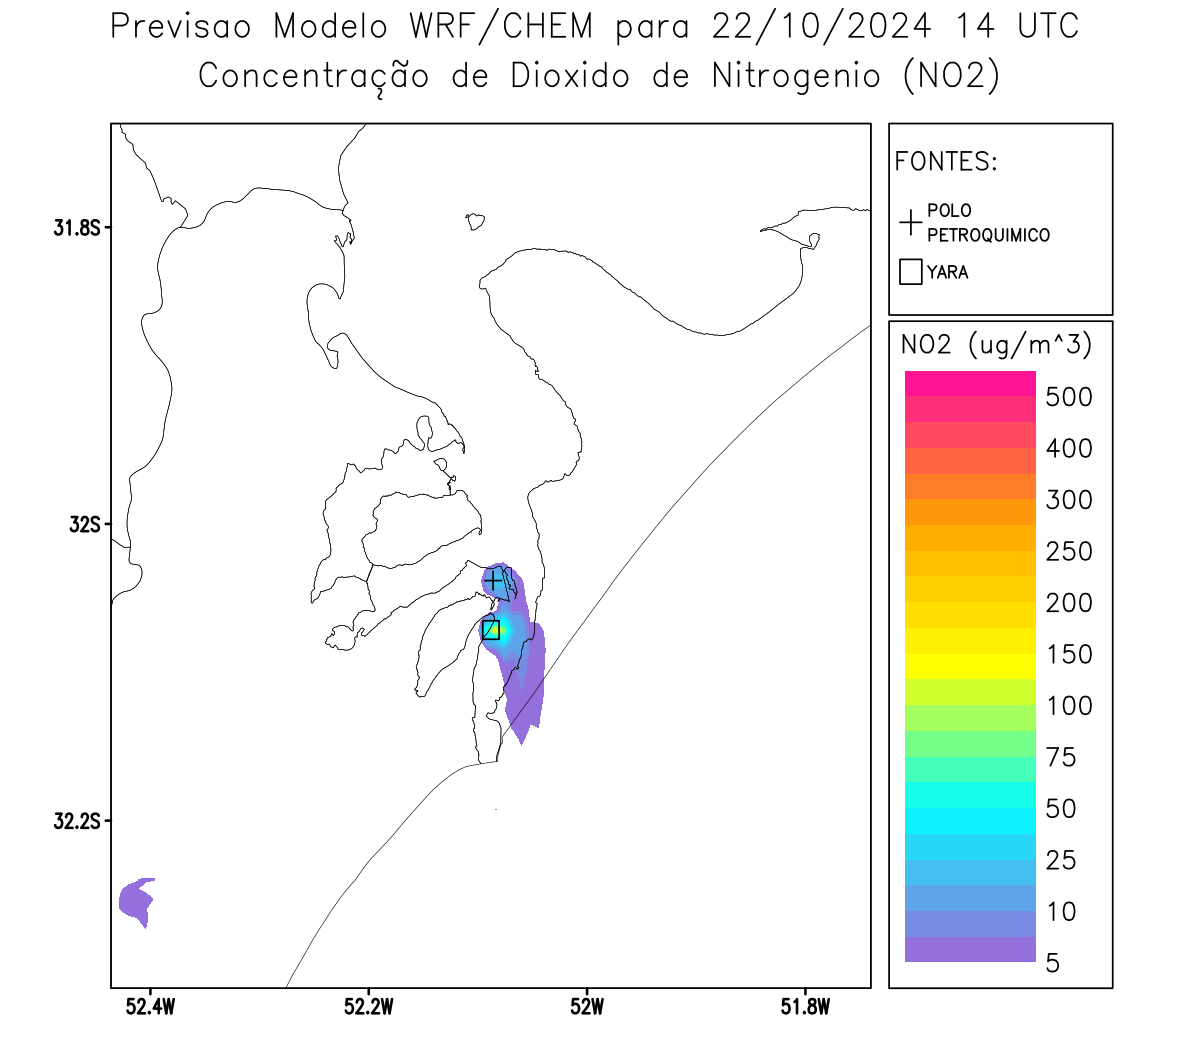 Previsao Modelo WRF/CHEM para 22/10/2024 14 UTC
Concentração de Dioxido de Nitrogenio (NO2)
FONTES:
POLO
PETROQUIMICO
YARA
NO2 (ug/m^3)
500
400
300
250
200
150
100
75
50
25
10
5
31.8S
32S
32.2S
52.4W
52.2W
52W
51.8W